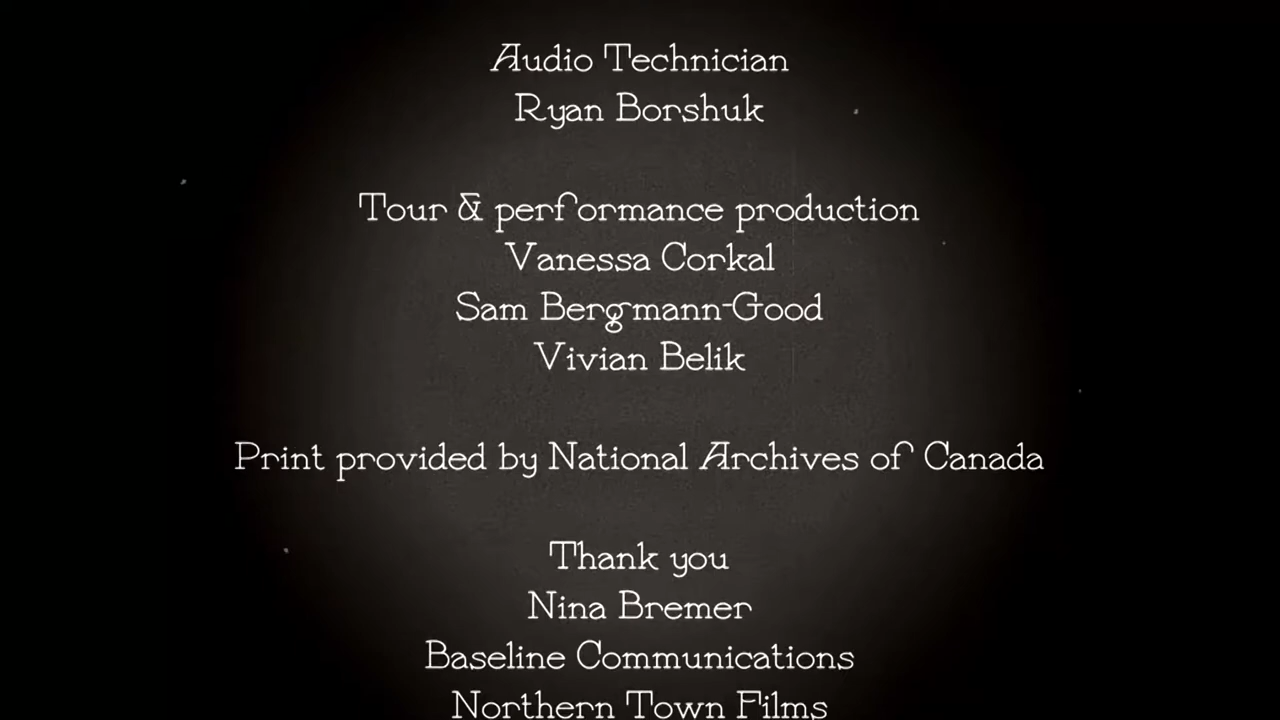 Audio Technician
Ryan Borshuk
Tour & performance production
Vanessa Corkal
Sam Bergmann-Good
Vivian Belik
Print provided by National Archives of Canada
Thank you
Nina Bremer
Baseline Communications
Northern Town Films